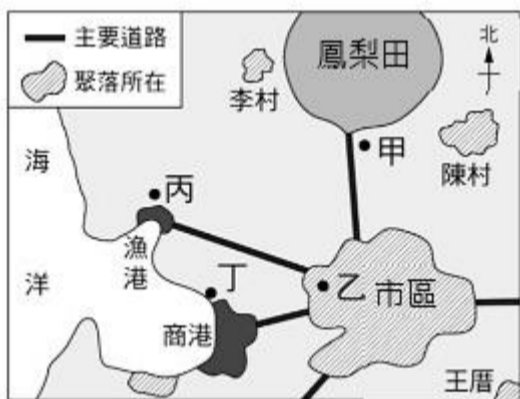 主要道路
聚落所在
北
鳳梨田
李村
甲
陳村
海
洋
丙
漁港
丁
乙
市區
商港
王厝